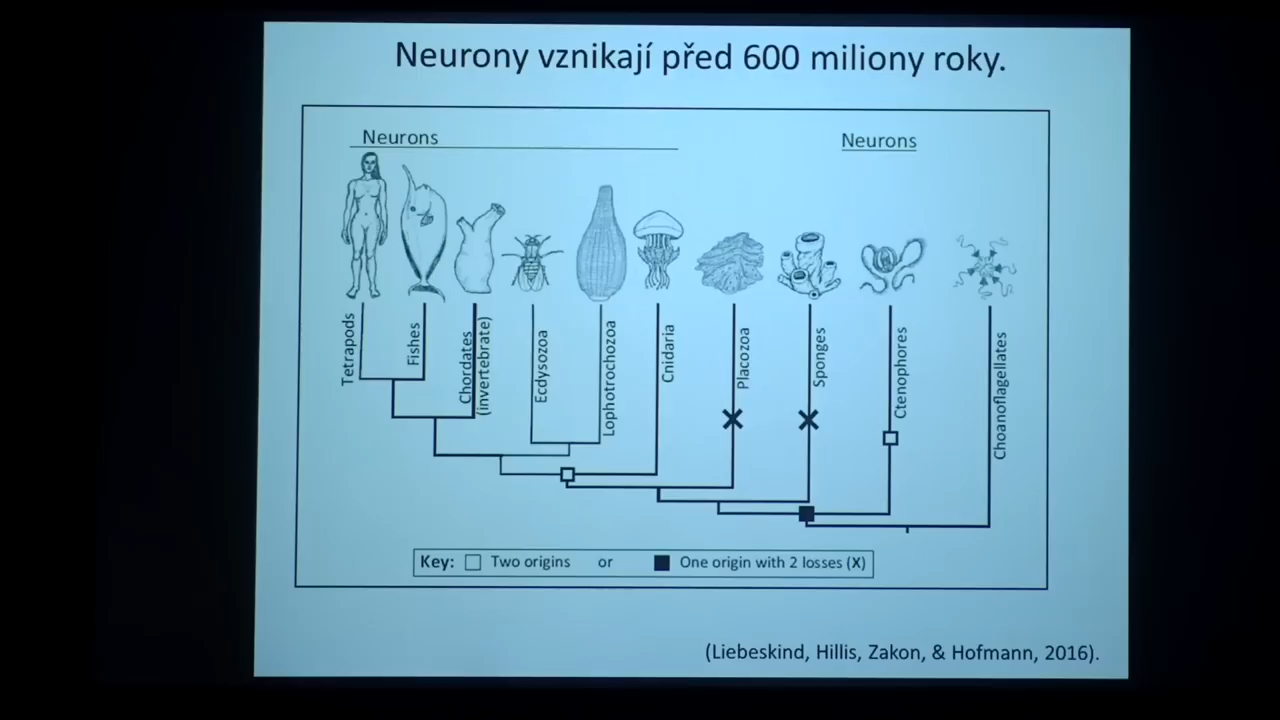 Neurony vznikají před 600 miliony roky.
Neurons
Neurons
Tetrapods
Fishes
Chordates
(invertebrate)
Ecdysozoa
Lophotrochozoa
Cnidaria
Placozoa
Sponges
Ctenophores
Choanoflagellates
Key: Two origins or One origin with 2 losses (X)
(Liebeskind, Hillis, Zakon, & Hofmann, 2016).